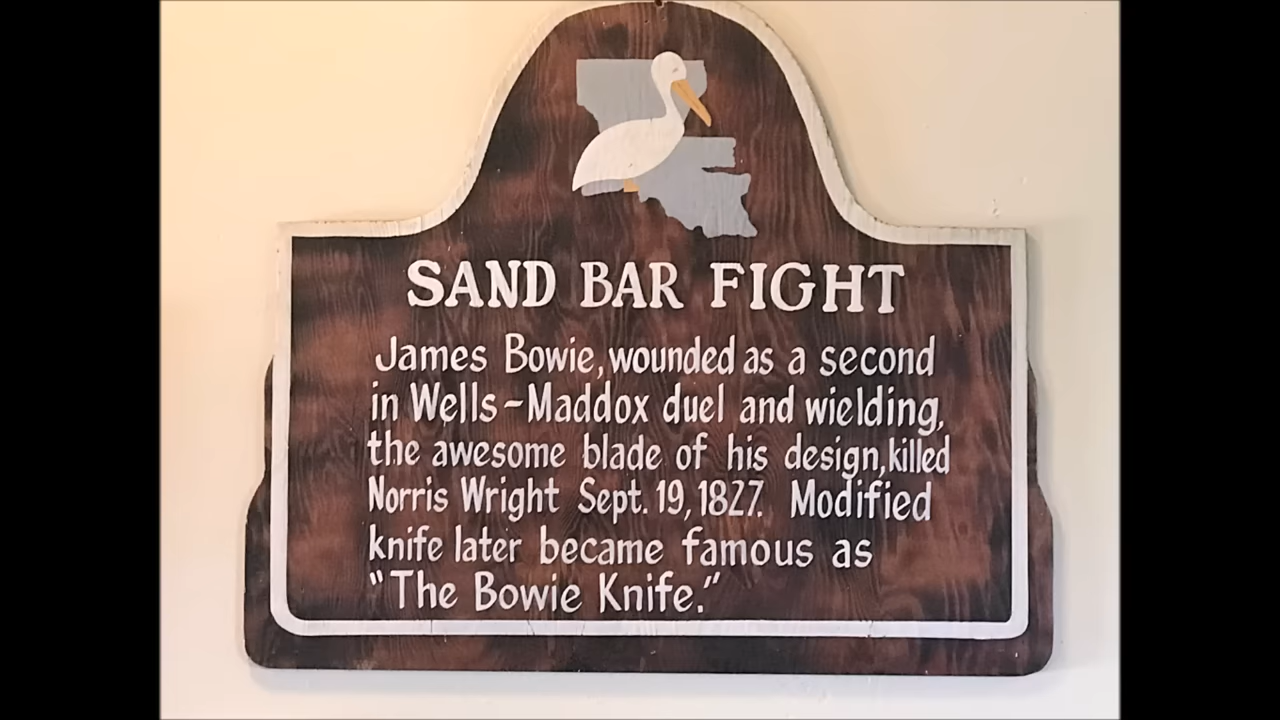 SAND BAR FIGHT
James Bowie, wounded as a second
in Wells-Maddox duel and wielding,
the awesome blade of his design, killed
Norris Wright Sept. 19, 1827. Modified
knife later became famous as
"The Bowie Knife."